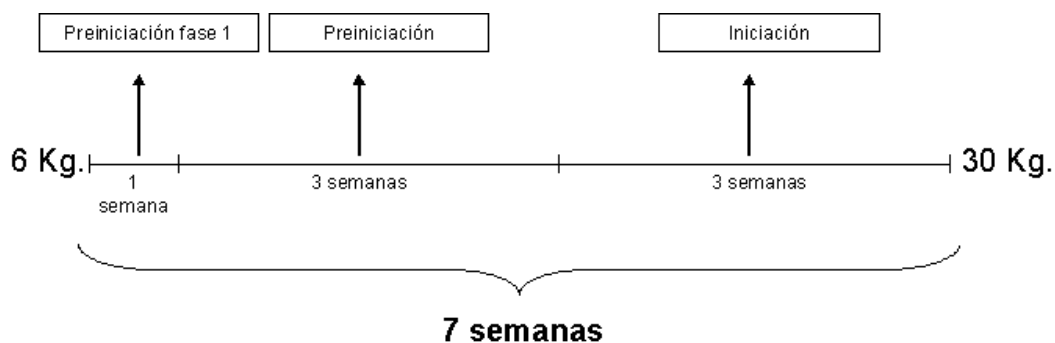 Preiniciación fase 1
Preiniciación
Iniciación
6 Kg.
30 Kg.
1
semana
3 semanas
3 semanas
7 semanas